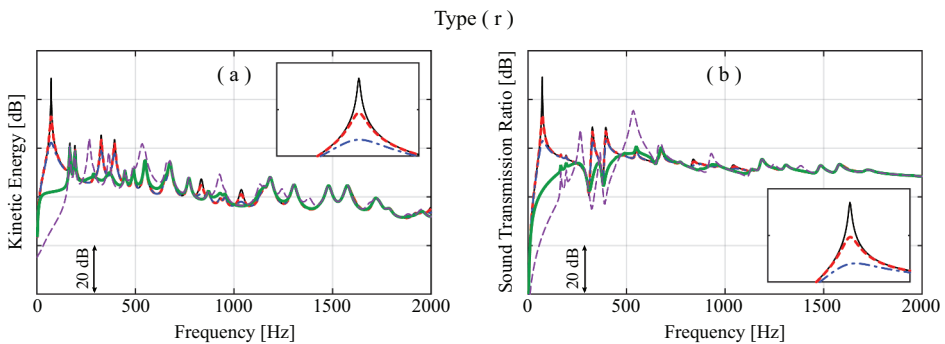 Type ( r )
( a )
Kinetic Energy [dB]
20 dB
0 500 1000 1500 2000
Frequency [Hz]
( b )
Sound Transmission Ratio [dB]
20 dB
0 500 1000 1500 2000
Frequency [Hz]